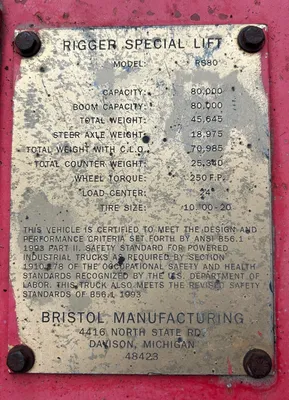 RIGGER SPECIAL LIFT
MODEL: RS80
CAPACITY: 80,000
BOOM CAPACITY: 80,000
TOTAL WEIGHT: 45,645
STEER AXLE WEIGHT: 18,975
TOTAL WEIGHT WITH C.L.O.: 70,985
TOTAL COUNTER WEIGHT: 25,340
WHEEL TORQUE: 250 F.P.
LOAD CENTER: 24"
TIRE SIZE: 10.00-20
THIS VEHICLE IS CERTIFIED TO MEET THE DESIGN AND
PERFORMANCE CRITERIA SET FORTH BY ANSI B56.1
1993 PART II. SAFETY STANDARD FOR POWERED
INDUSTRIAL TRUCKS AS REQUIRED BY SECTION
1910.178 OF THE OCCUPATIONAL SAFETY AND HEALTH
STANDARDS RECOGNIZED BY THE U.S. DEPARTMENT OF
LABOR. THIS TRUCK ALSO MEETS THE REVISED SAFETY
STANDARDS OF B56.1 1993
BRISTOL MANUFACTURING
4416 NORTH STATE RD.
DAVISON, MICHIGAN
48423